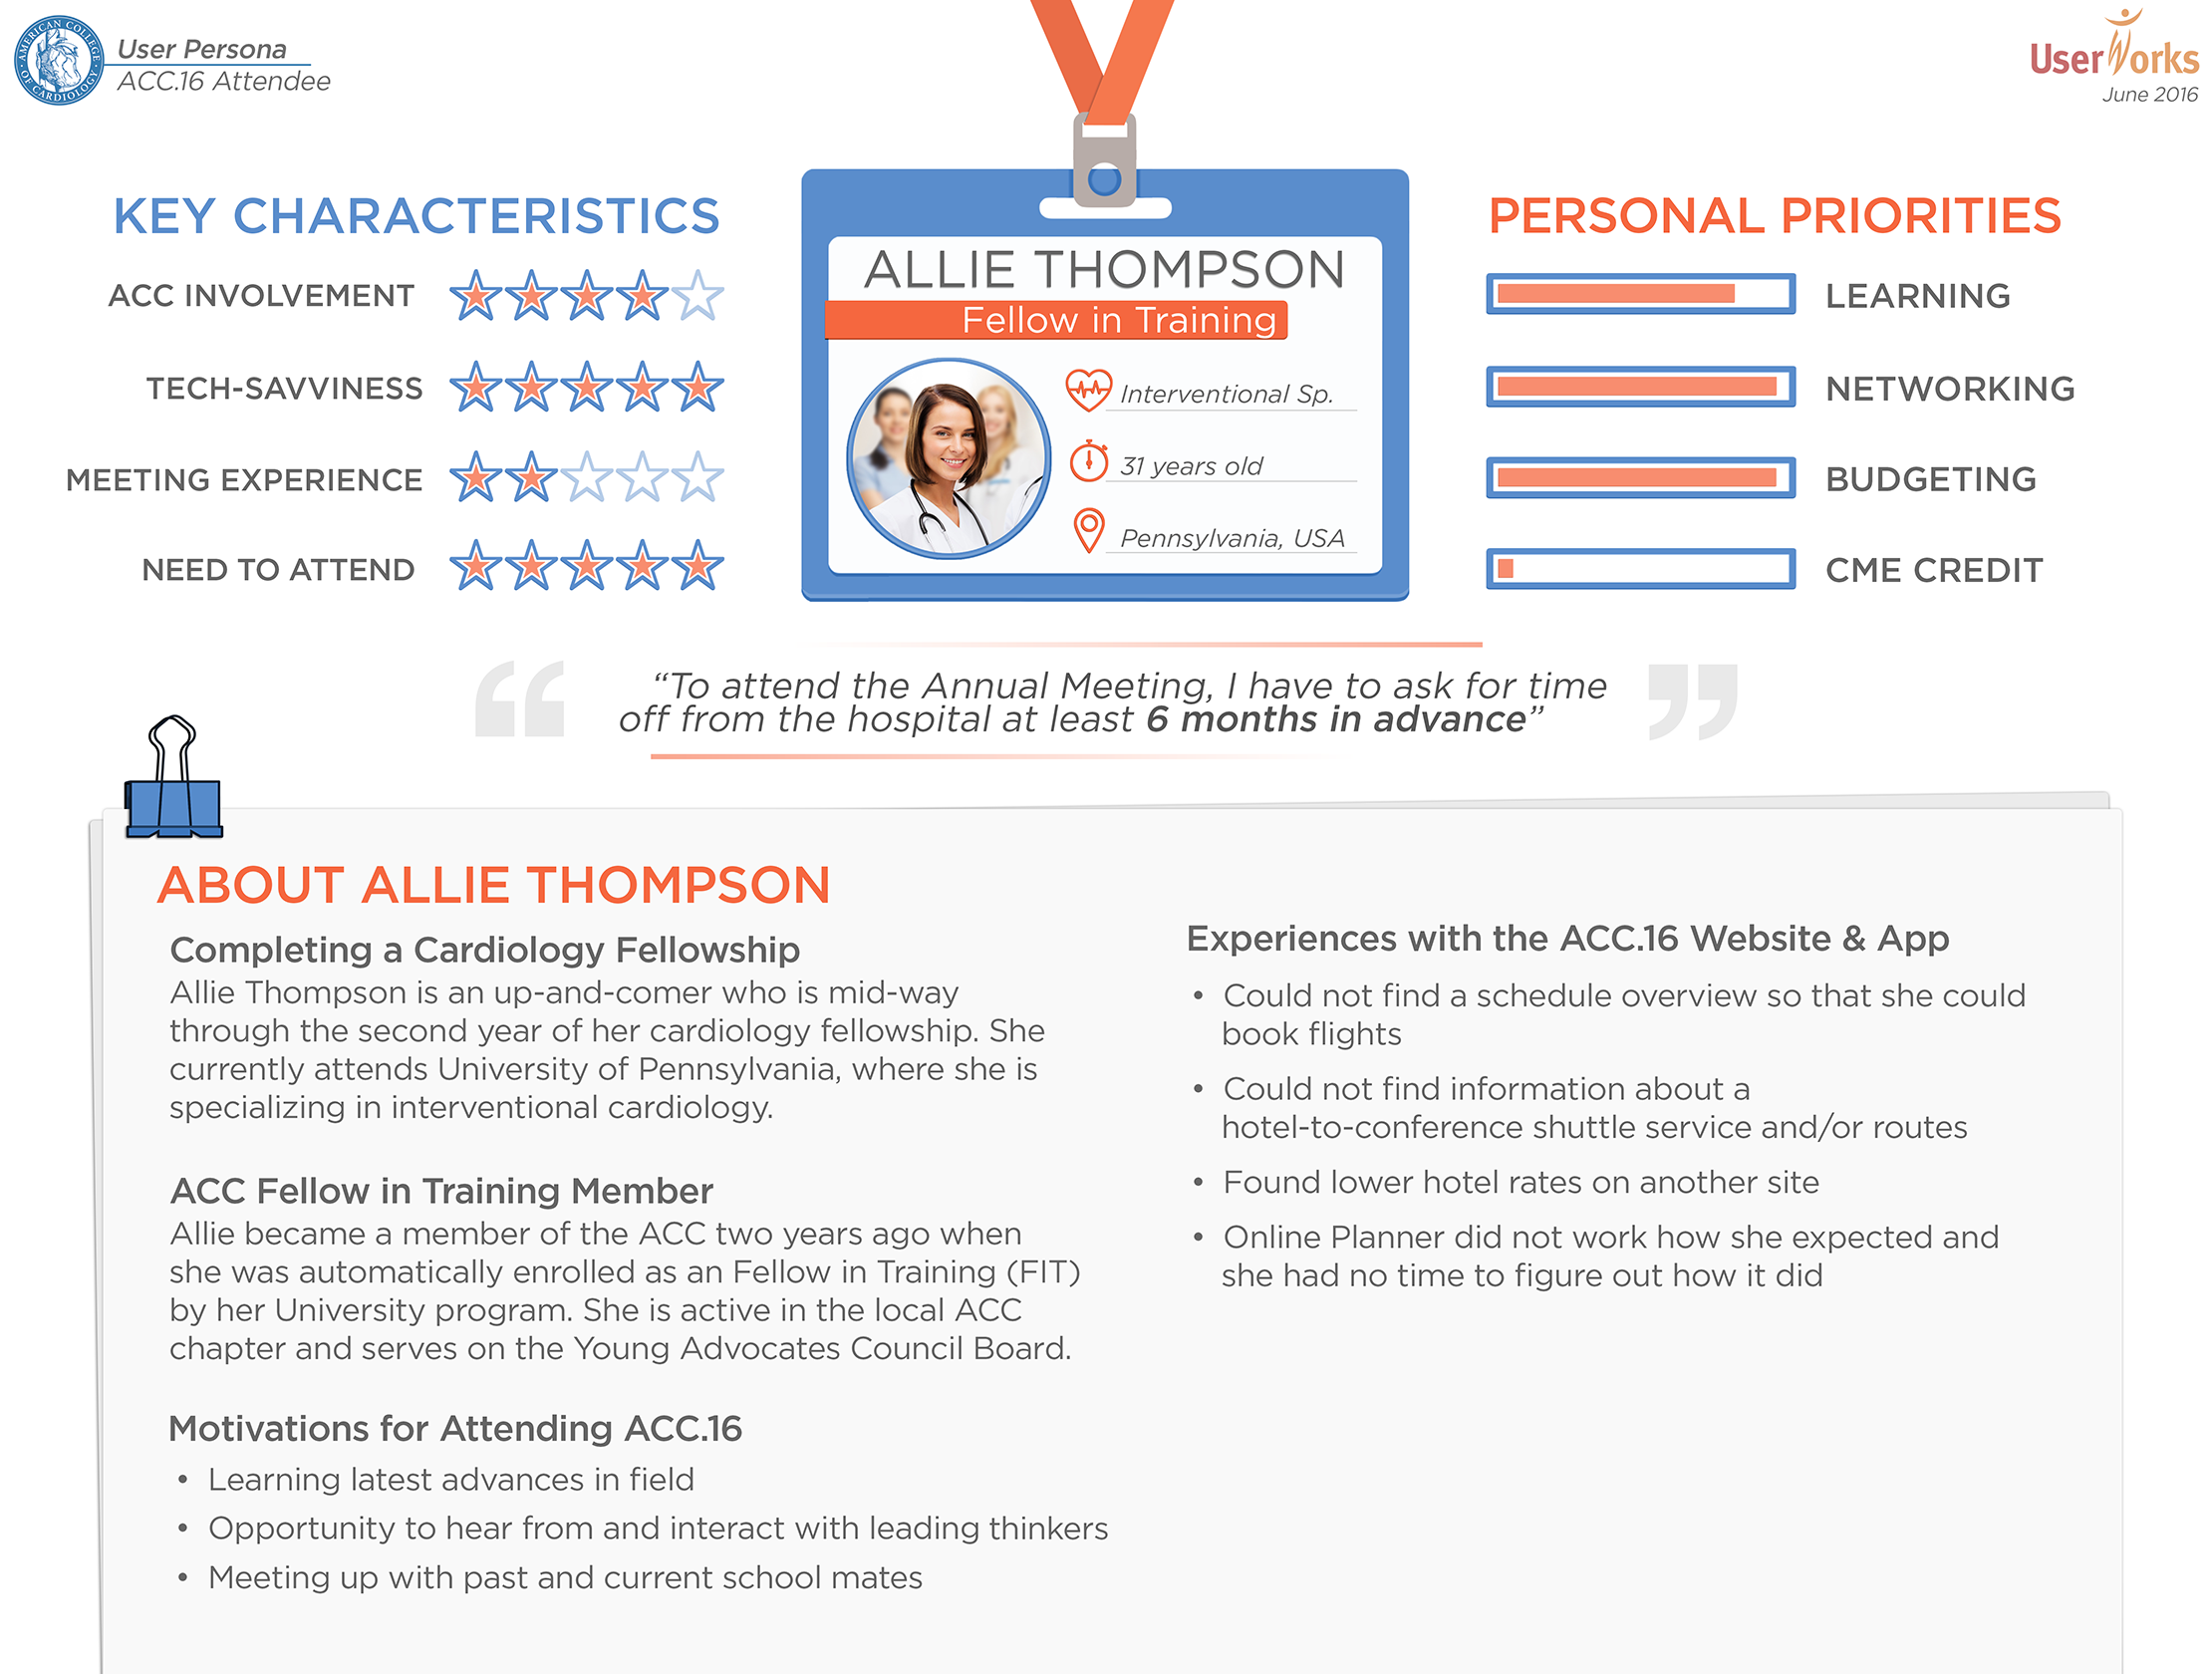 AMERICAN COLLEGE OF CARDIOLOGY
User Persona
ACC.16 Attendee
UserWorks
June 2016
KEY CHARACTERISTICS
ACC INVOLVEMENT
TECH-SAVVINESS
MEETING EXPERIENCE
NEED TO ATTEND
ALLIE THOMPSON
Fellow in Training
Interventional Sp.
31 years old
Pennsylvania, USA
PERSONAL PRIORITIES
LEARNING
NETWORKING
BUDGETING
CME CREDIT
“To attend the Annual Meeting, I have to ask for time
off from the hospital at least 6 months in advance”
ABOUT ALLIE THOMPSON
Completing a Cardiology Fellowship
Allie Thompson is an up-and-comer who is mid-way
through the second year of her cardiology fellowship. She
currently attends University of Pennsylvania, where she is
specializing in interventional cardiology.
ACC Fellow in Training Member
Allie became a member of the ACC two years ago when
she was automatically enrolled as an Fellow in Training (FIT)
by her University program. She is active in the local ACC
chapter and serves on the Young Advocates Council Board.
Motivations for Attending ACC.16
• Learning latest advances in field
• Opportunity to hear from and interact with leading thinkers
• Meeting up with past and current school mates
Experiences with the ACC.16 Website & App
• Could not find a schedule overview so that she could
book flights
• Could not find information about a
hotel-to-conference shuttle service and/or routes
• Found lower hotel rates on another site
• Online Planner did not work how she expected and
she had no time to figure out how it did